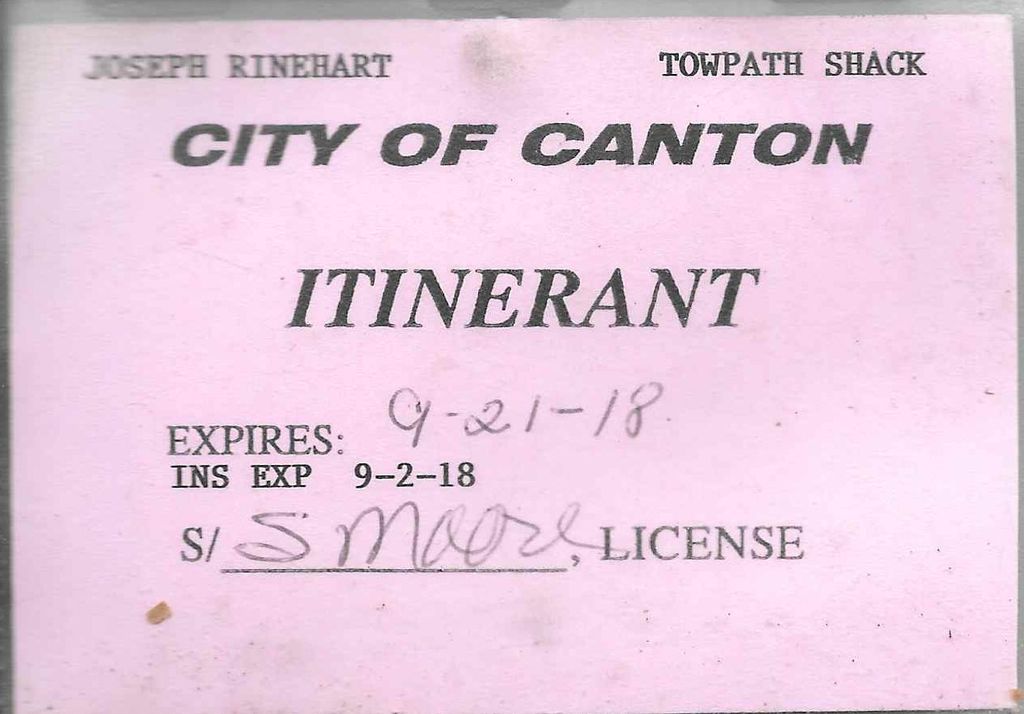 JOSEPH RINEHART TOWPATH SHACK
CITY OF CANTON
ITINERANT
EXPIRES: 9-21-18
INS EXP 9-2-18
S/ S Moore, LICENSE